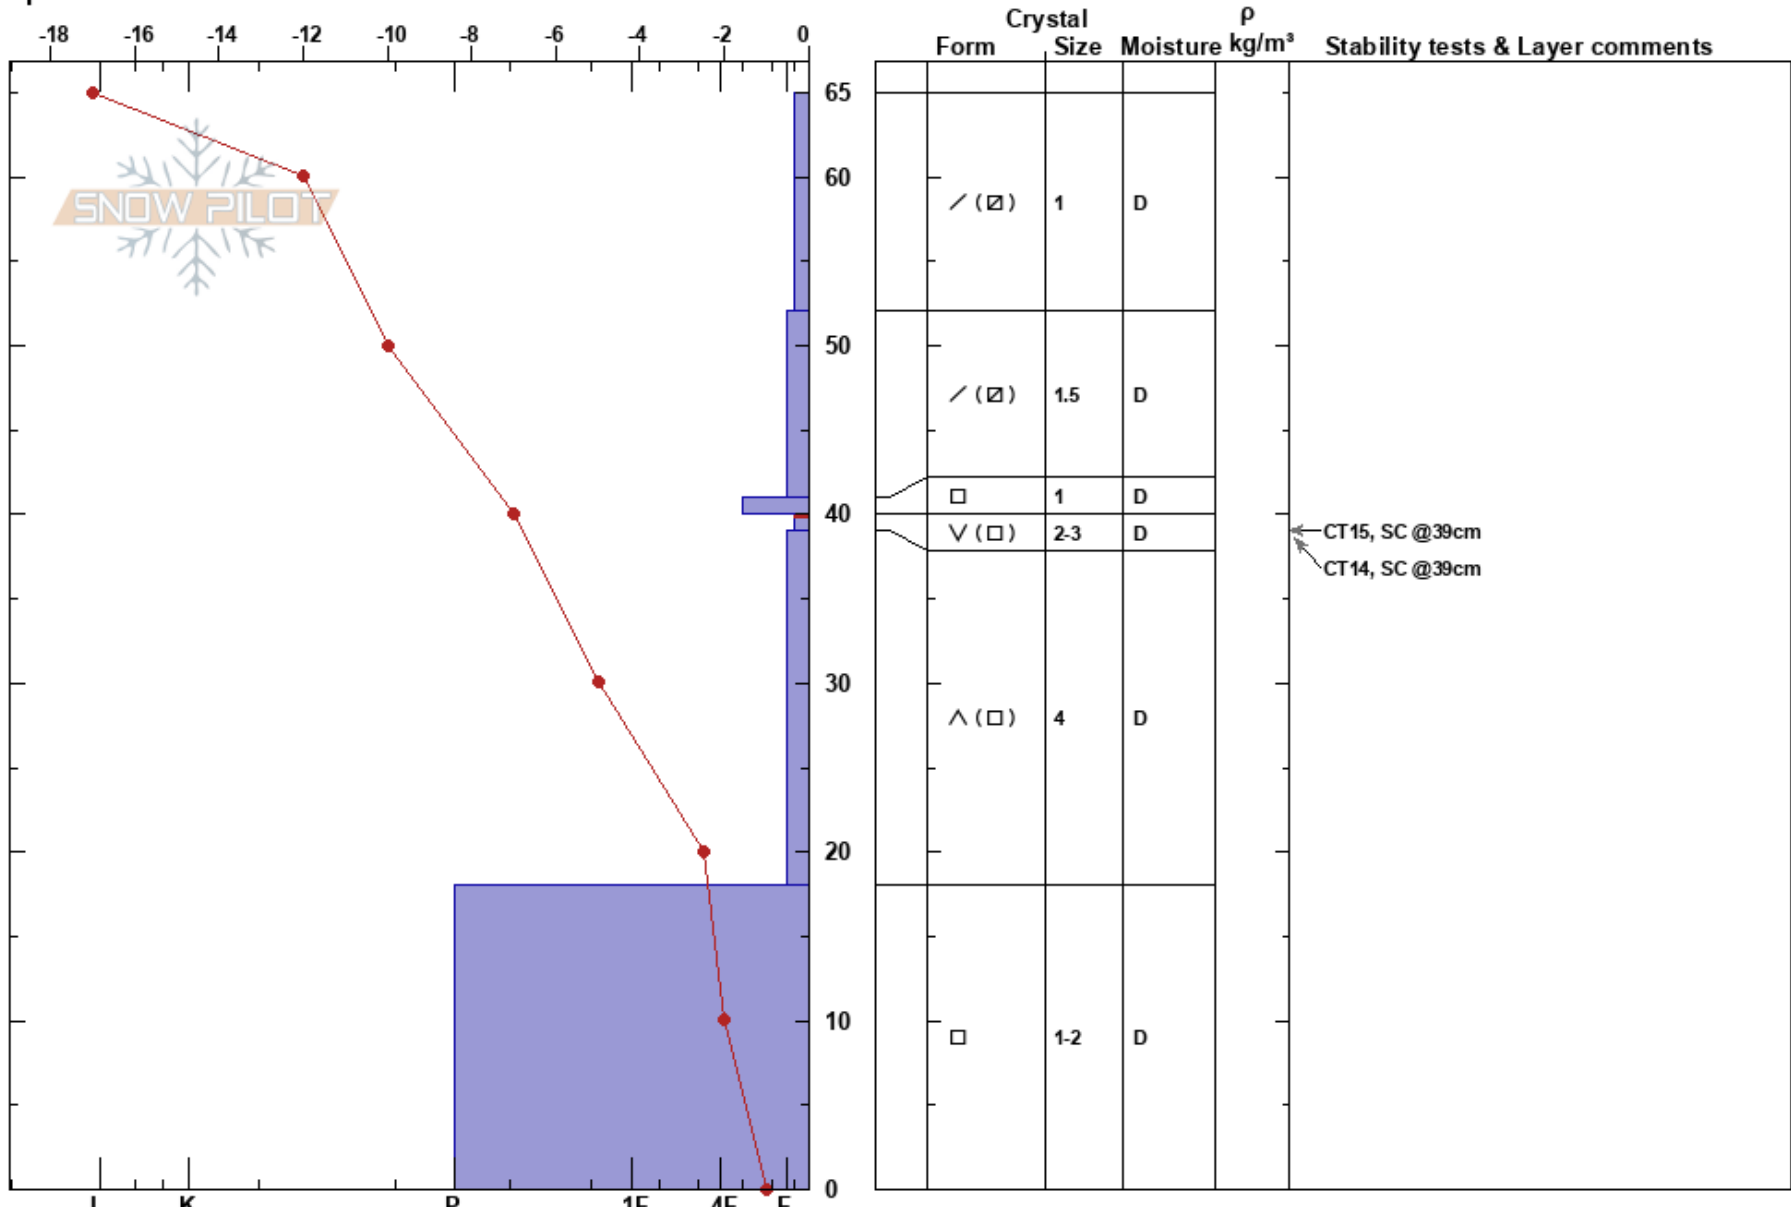 Crystal ρ
-18 -16 -14 -12 -10 -8 -6 -4 -2 0 Form Size Moisture kg/m³ Stability tests & Layer comments
65
SNOW PILOT
60
/ (⧄) 1 D
50
/ (⧄) 1.5 D
□ 1 D
40
V (□) 2-3 D CT15, SC @39cm
CT14, SC @39cm
30
Λ (□) 4 D
20
10
□ 1-2 D
0
I K P 1F 4F F